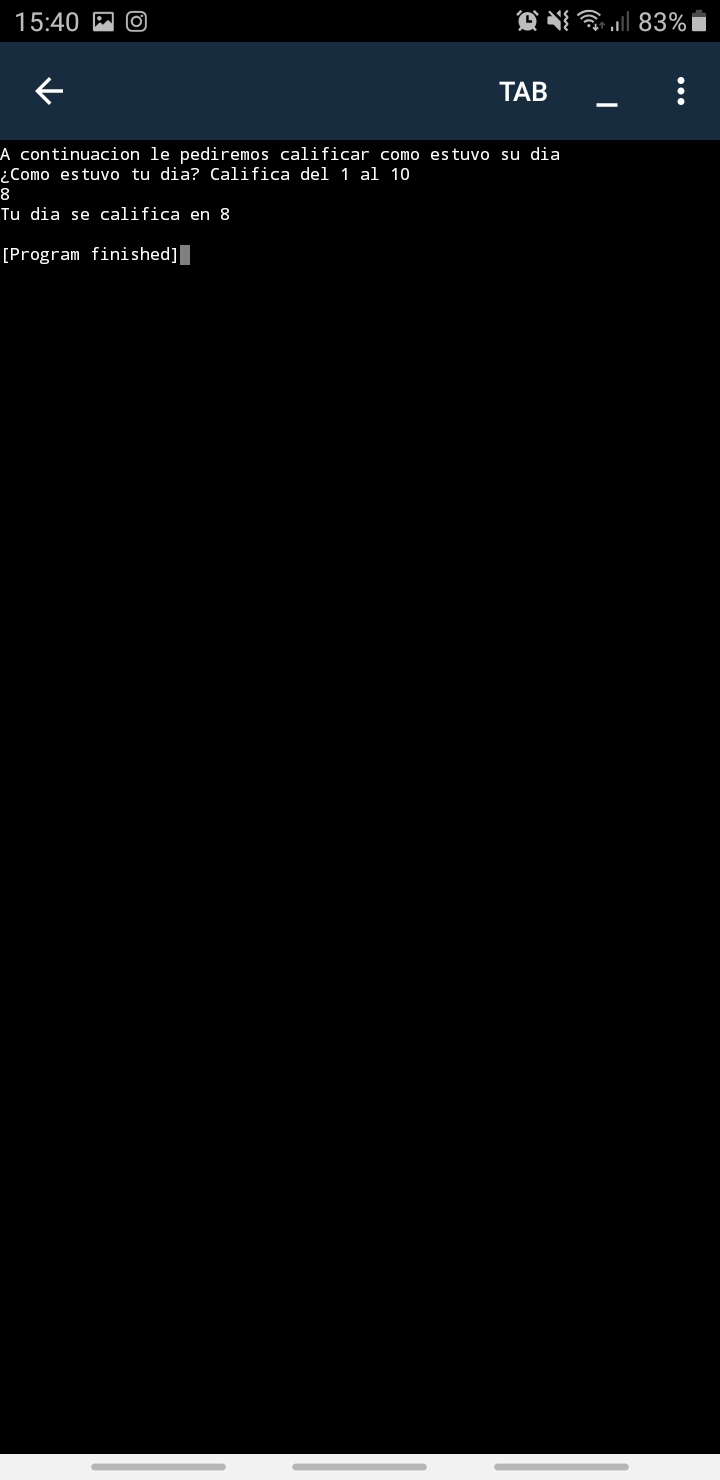 15:40 83%
TAB
A continuacion le pediremos calificar como estuvo su dia
¿Como estuvo tu dia? Califica del 1 al 10
8
Tu dia se califica en 8
[Program finished]